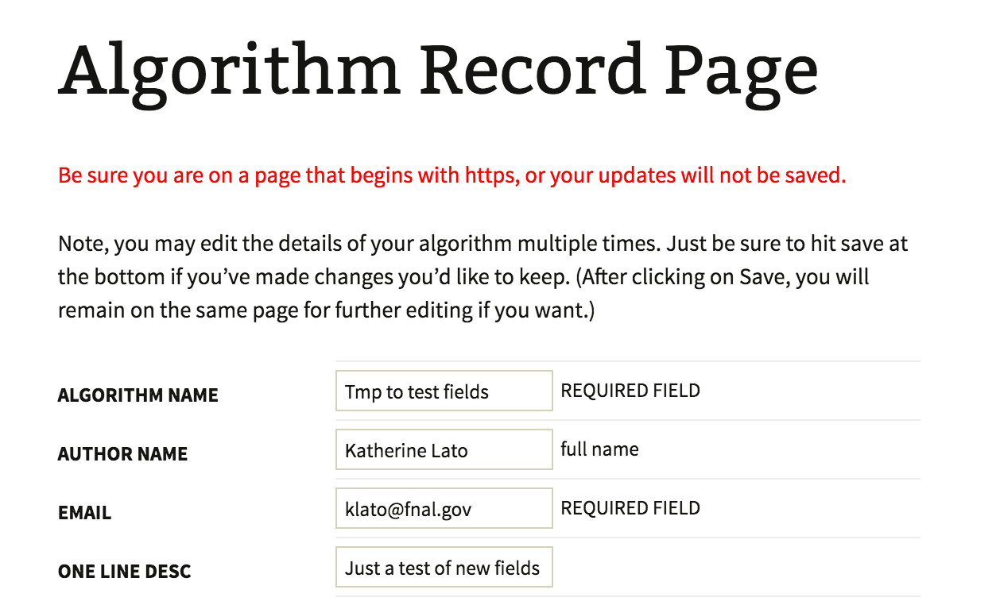 Algorithm Record Page
Be sure you are on a page that begins with https, or your updates will not be saved.
Note, you may edit the details of your algorithm multiple times. Just be sure to hit save at
the bottom if you’ve made changes you’d like to keep. (After clicking on Save, you will
remain on the same page for further editing if you want.)
ALGORITHM NAME Tmp to test fields REQUIRED FIELD
AUTHOR NAME Katherine Lato full name
EMAIL klato@fnal.gov REQUIRED FIELD
ONE LINE DESC Just a test of new fields